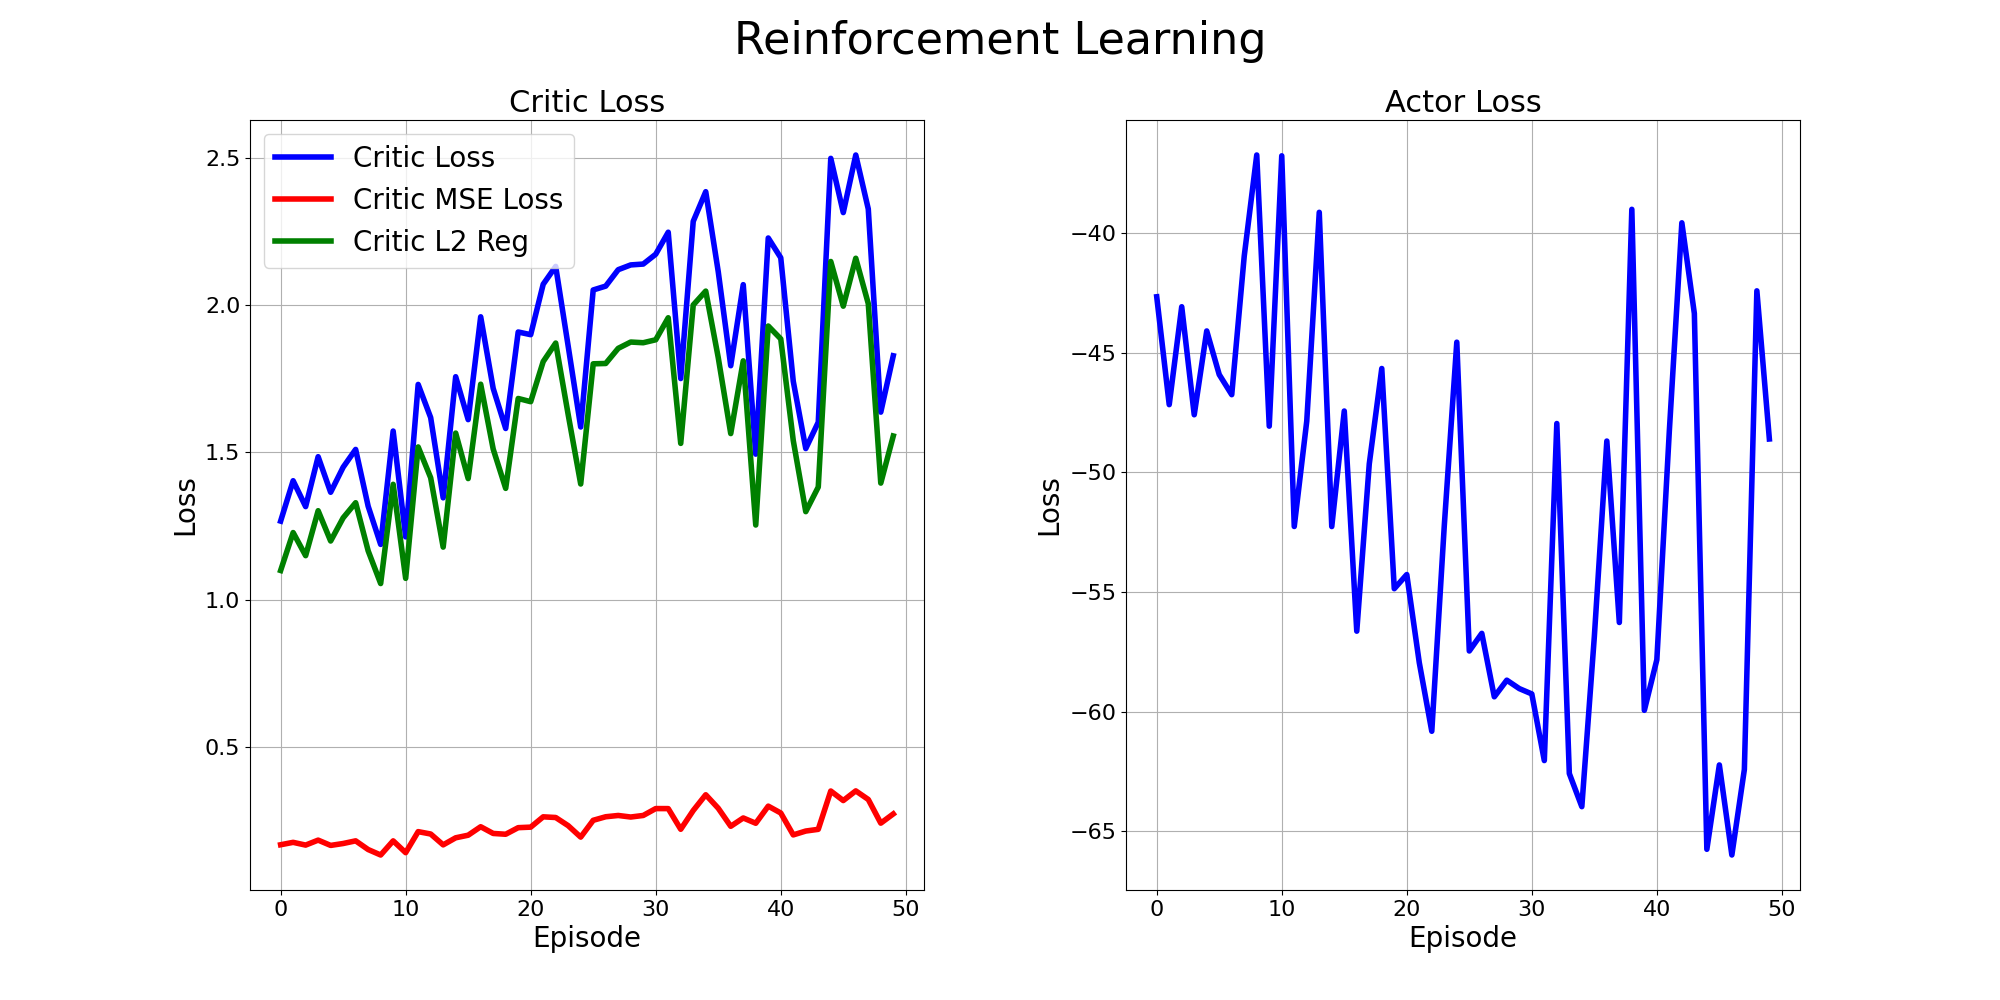 Reinforcement Learning
Critic Loss
Critic Loss
Critic MSE Loss
Critic L2 Reg
2.5
2.0
1.5
1.0
0.5
Loss
0 10 20 30 40 50
Episode
Actor Loss
−40
−45
−50
−55
−60
−65
Loss
0 10 20 30 40 50
Episode